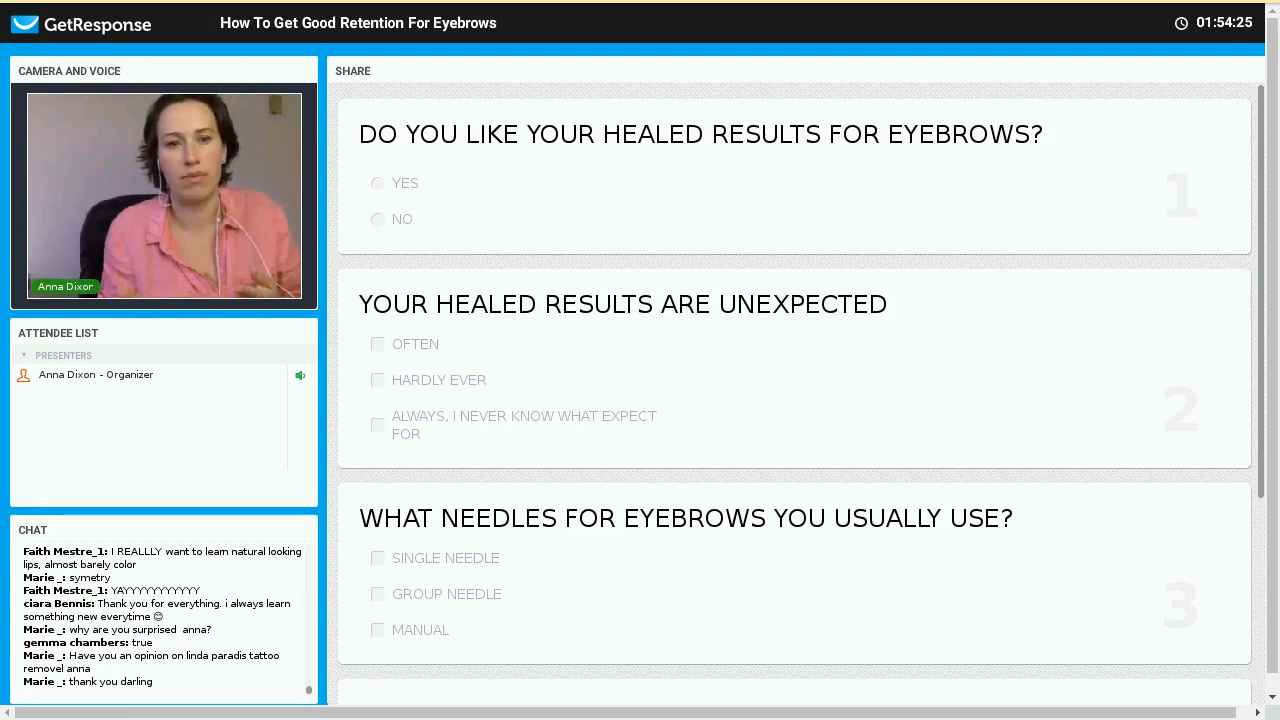 GetResponse
How To Get Good Retention For Eyebrows
01:54:25
CAMERA AND VOICE
Anna Dixon
ATTENDEE LIST
PRESENTERS
Anna Dixon - Organizer
CHAT
Faith Mestre_1: I REALLLY want to learn natural looking
lips, almost barely color
Marie _: symetry
Faith Mestre_1: YAYYYYYYYYYYY
ciara Bennis: Thank you for everything. i always learn
something new everytime 😊
Marie _: why are you surprised anna?
gemma chambers: true
Marie _: Have you an opinion on linda paradis tattoo
removel anna
Marie _: thank you darling
SHARE
DO YOU LIKE YOUR HEALED RESULTS FOR EYEBROWS?
YES
NO
1
YOUR HEALED RESULTS ARE UNEXPECTED
OFTEN
HARDLY EVER
ALWAYS, I NEVER KNOW WHAT EXPECT
FOR
2
WHAT NEEDLES FOR EYEBROWS YOU USUALLY USE?
SINGLE NEEDLE
GROUP NEEDLE
MANUAL
3